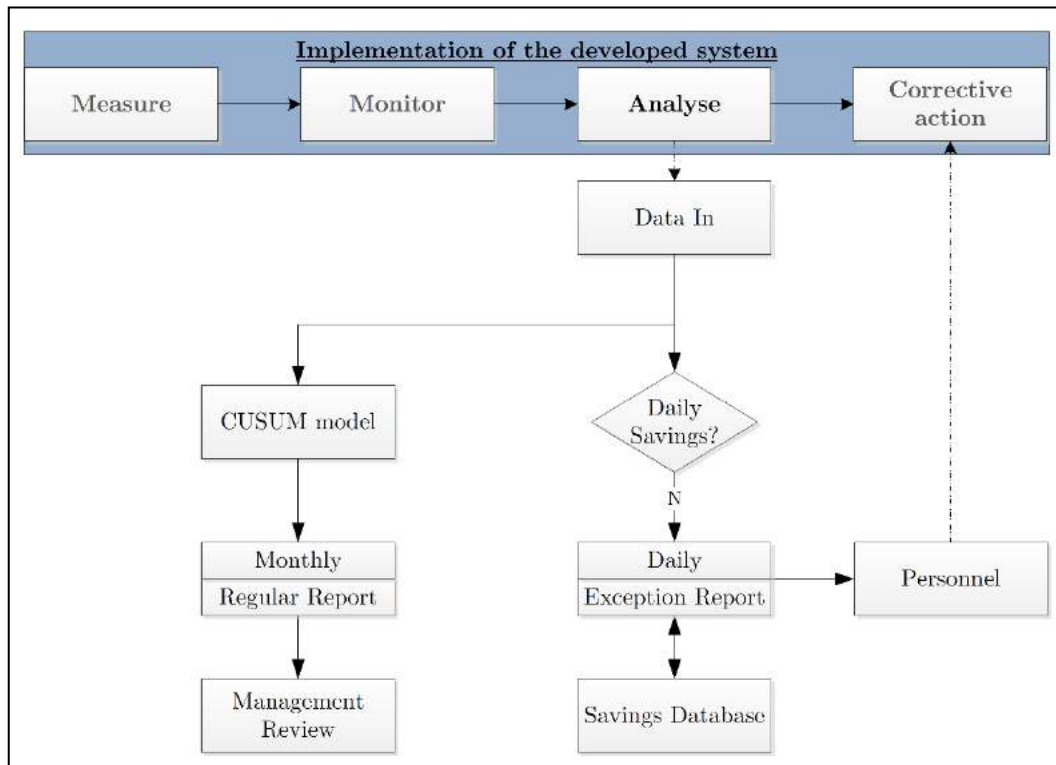 Implementation of the developed system
Measure
Monitor
Analyse
Corrective
action
Data In
CUSUM model
Daily
Savings?
N
Monthly
Regular Report
Daily
Exception Report
Personnel
Management
Review
Savings Database